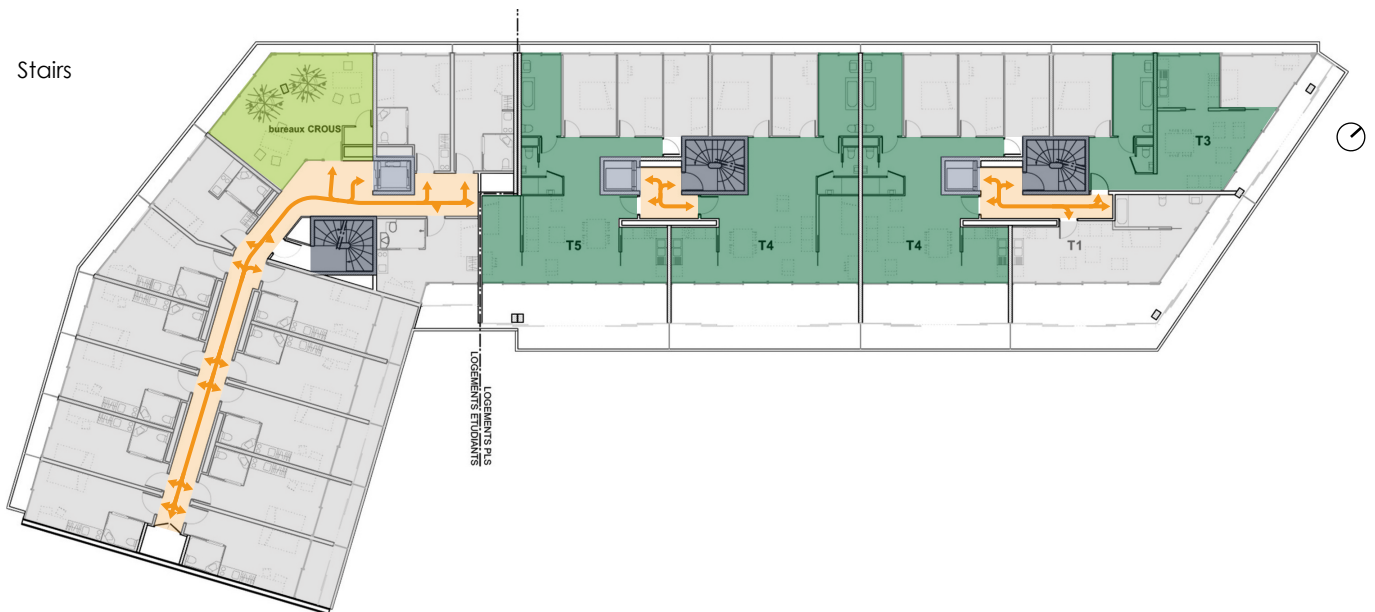 Stairs
bureaux CROUS
T3
T5
T4
T4
T1
LOGEMENTS PLS
LOGEMENTS ETUDIANTS